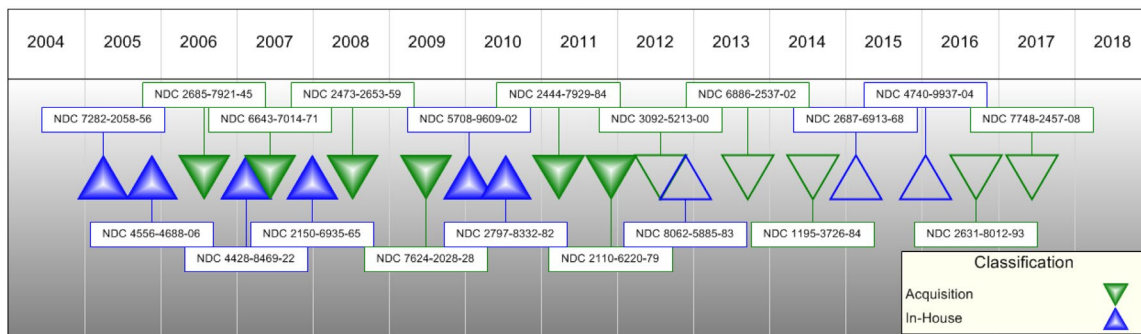 2004 2005 2006 2007 2008 2009 2010 2011 2012 2013 2014 2015 2016 2017 2018
NDC 2685-7921-45 NDC 2473-2653-59 NDC 2444-7929-84 NDC 6886-2537-02 NDC 4740-9937-04
NDC 7282-2058-56 NDC 6643-7014-71 NDC 5708-9609-02 NDC 3092-5213-00 NDC 2687-6913-68 NDC 7748-2457-08
NDC 4556-4688-06 NDC 2150-6935-65 NDC 2797-8332-82 NDC 8062-5885-83 NDC 1195-3726-84 NDC 2631-8012-93
NDC 4428-8469-22 NDC 7624-2028-28 NDC 2110-6220-79
Classification
Acquisition
In-House